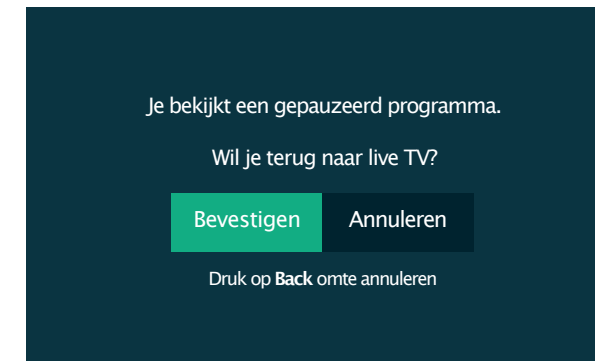 Je bekijkt een gepauzeerd programma.
Wil je terug naar live TV?
Bevestigen Annuleren
Druk op Back omte annuleren